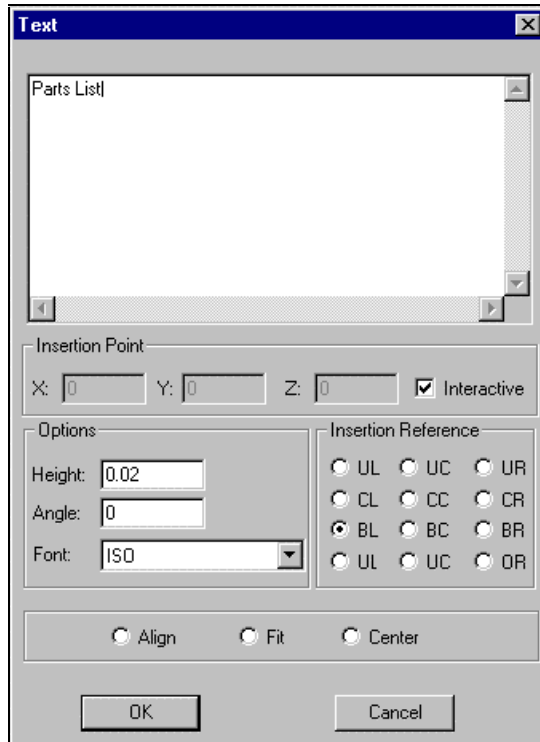 Text
Parts List
Insertion Point
X: 0 Y: 0 Z: 0 Interactive
Options
Height: 0.02
Angle: 0
Font: ISO
Insertion Reference
UL UC UR
CL CC CR
BL BC BR
UL UC OR
Align Fit Center
OK Cancel